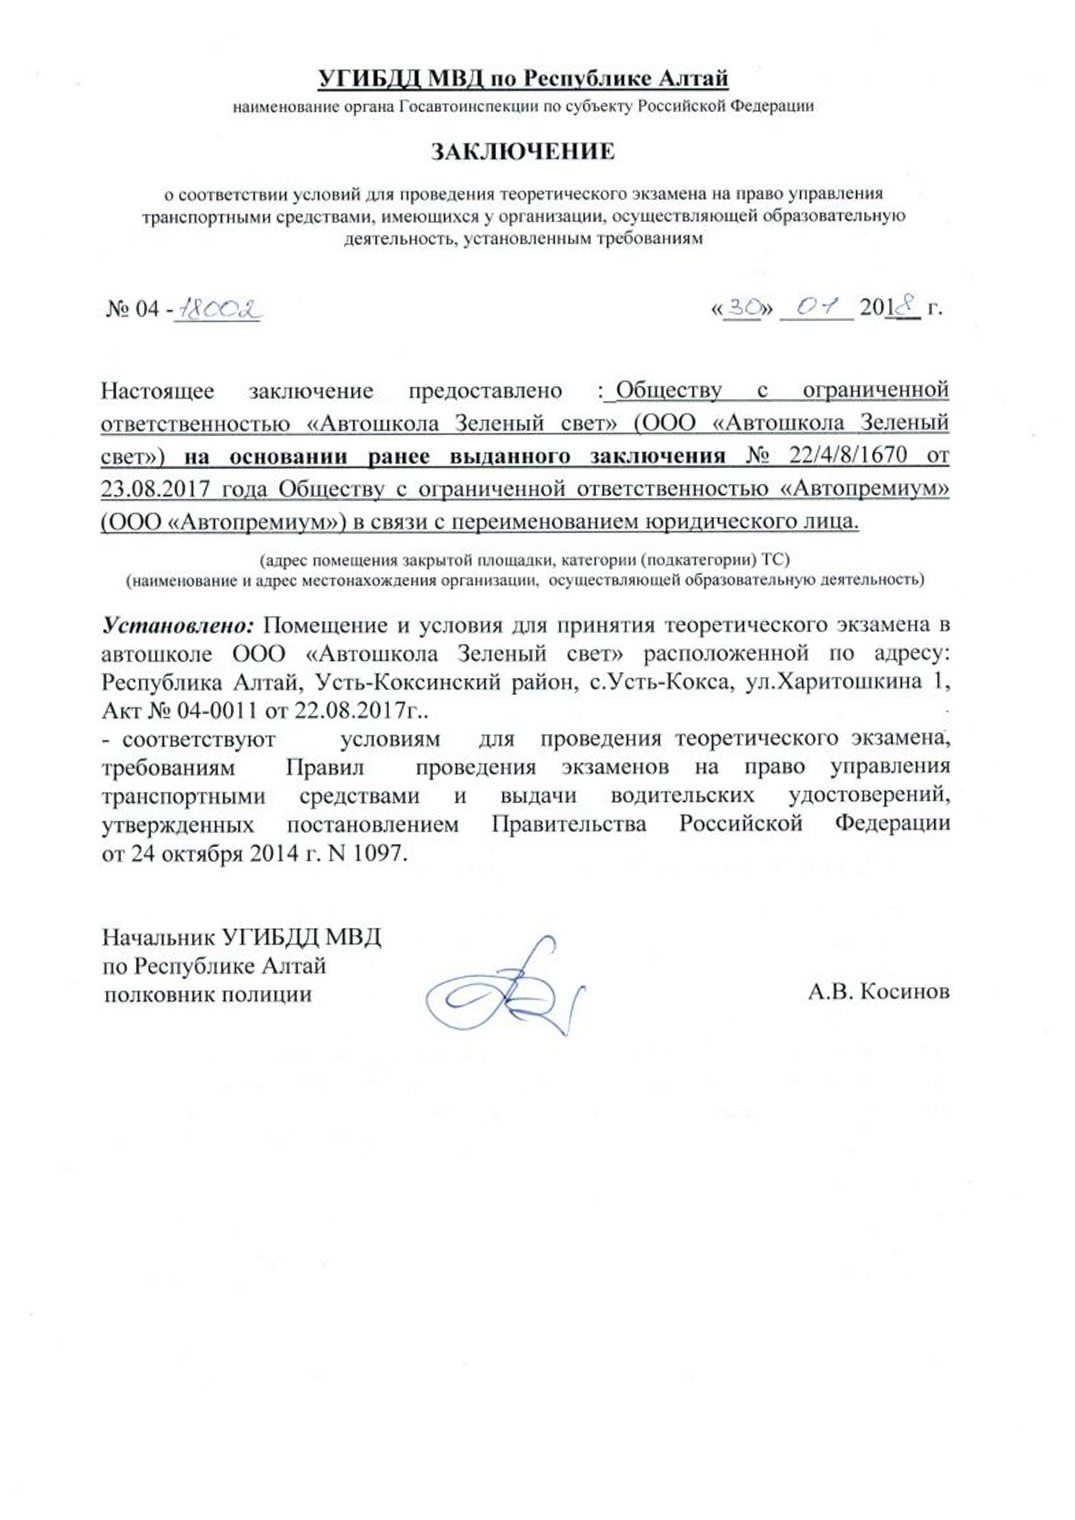 УГИБДД МВД по Республике Алтай
наименование органа Госавтоинспекции по субъекту Российской Федерации
ЗАКЛЮЧЕНИЕ
о соответствии условий для проведения теоретического экзамена на право управления
транспортными средствами, имеющихся у организации, осуществляющей образовательную
деятельность, установленным требованиям
№ 04 - 18002 «30» 01 2018 г.
Настоящее заключение предоставлено : Обществу с ограниченной
ответственностью «Автошкола Зеленый свет» (ООО «Автошкола Зеленый
свет») на основании ранее выданного заключения № 22/4/8/1670 от
23.08.2017 года Обществу с ограниченной ответственностью «Автопремиум»
(ООО «Автопремиум») в связи с переименованием юридического лица.
(адрес помещения закрытой площадки, категории (подкатегории) ТС)
(наименование и адрес местонахождения организации, осуществляющей образовательную деятельность)
Установлено: Помещение и условия для принятия теоретического экзамена в
автошколе ООО «Автошкола Зеленый свет» расположенной по адресу:
Республика Алтай, Усть-Коксинский район, с.Усть-Кокса, ул.Харитошкина 1,
Акт № 04-0011 от 22.08.2017г..
- соответствуют условиям для проведения теоретического экзамена,
требованиям Правил проведения экзаменов на право управления
транспортными средствами и выдачи водительских удостоверений,
утвержденных постановлением Правительства Российской Федерации
от 24 октября 2014 г. N 1097.
Начальник УГИБДД МВД
по Республике Алтай
полковник полиции А.В. Косинов